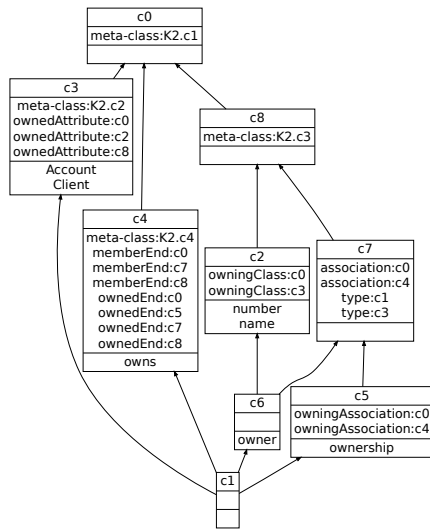 c0
meta-class:K2.c1
c3
meta-class:K2.c2
ownedAttribute:c0
ownedAttribute:c2
ownedAttribute:c8
Account
Client
c8
meta-class:K2.c3
c4
meta-class:K2.c4
memberEnd:c0
memberEnd:c7
memberEnd:c8
ownedEnd:c0
ownedEnd:c5
ownedEnd:c7
ownedEnd:c8
owns
c2
owningClass:c0
owningClass:c3
number
name
c7
association:c0
association:c4
type:c1
type:c3
c6
owner
c5
owningAssociation:c0
owningAssociation:c4
ownership
c1